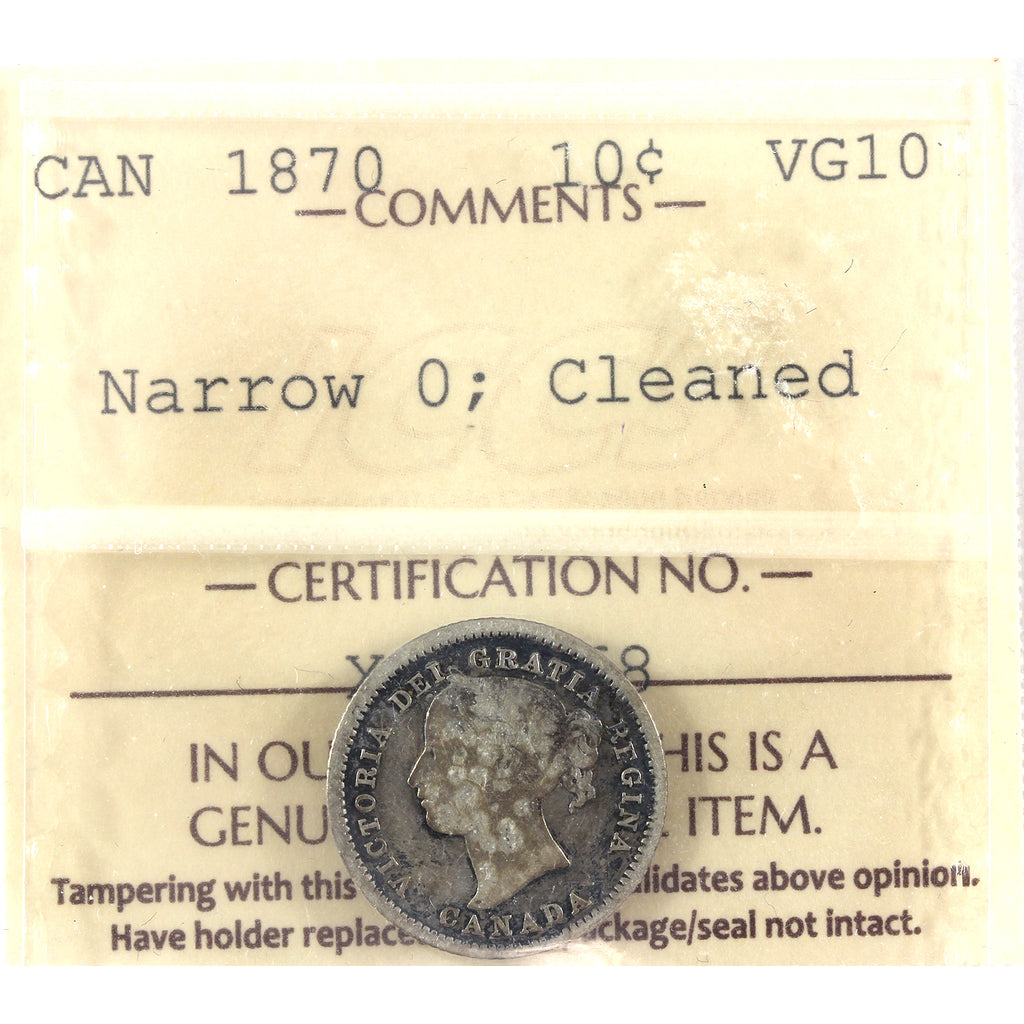 CAN 1870 10¢ VG10
—COMMENTS—
Narrow 0; Cleaned
—CERTIFICATION NO.—
IN OU HIS IS A
GENU ITEM.
Tampering with this lidates above opinion.
Have holder replace ckage/seal not intact.
VICTORIA DEI GRATIA REGINA
CANADA